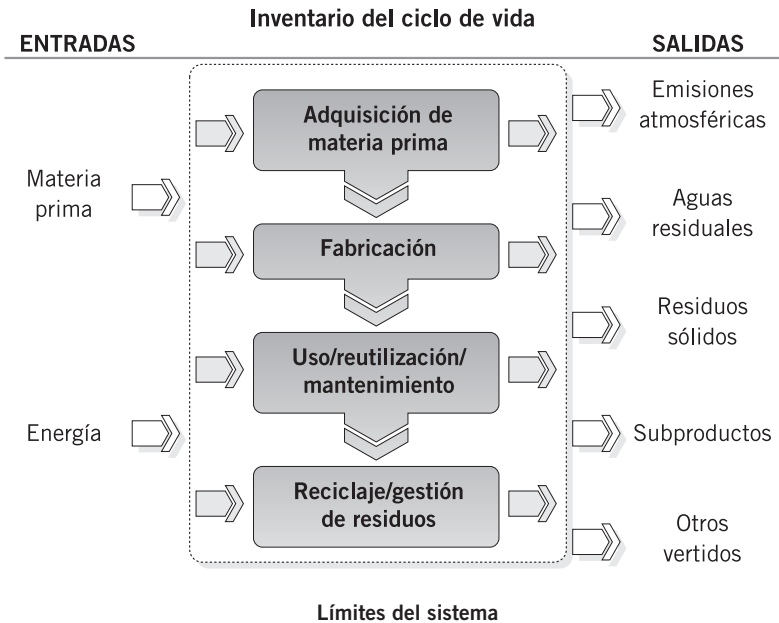 Inventario del ciclo de vida
ENTRADAS
SALIDAS
Materia
prima
Energía
Adquisición de
materia prima
Fabricación
Uso/reutilización/
mantenimiento
Reciclaje/gestión
de residuos
Emisiones
atmosféricas
Aguas
residuales
Residuos
sólidos
Subproductos
Otros
vertidos
Límites del sistema